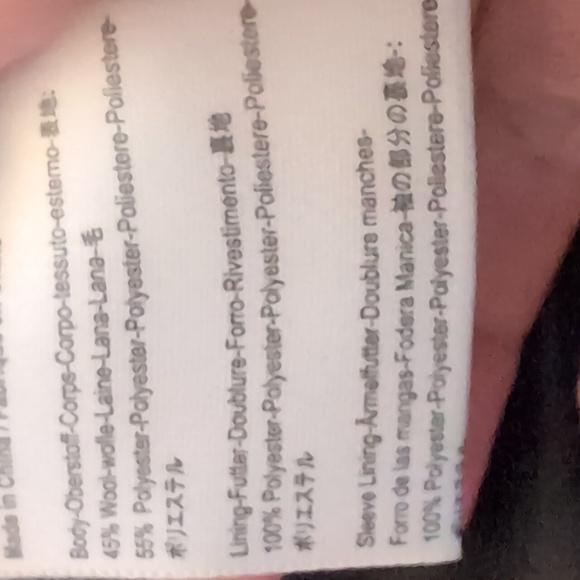 Made in China /
Body-Oberstoff-Corps-Corpo-tessuto-esterno-表地:
45% Wool-wolle-Laine-Lana-Lana-毛
55% Polyester-Polyester-Polyester-Poliestere-Poliestere-
ポリエステル
Lining-Futter-Doublure-Forro-Rivestimento-裏地
100% Polyester-Polyester-Polyester-Poliestere-Poliestere-
ポリエステル
Sleeve Lining-Ärmelfutter-Doublure manches-
Forro de las mangas-Fodera Manica-袖の部分の裏地-:
100% Polyester-Polyester-Polyester-Poliestere-Poliestere